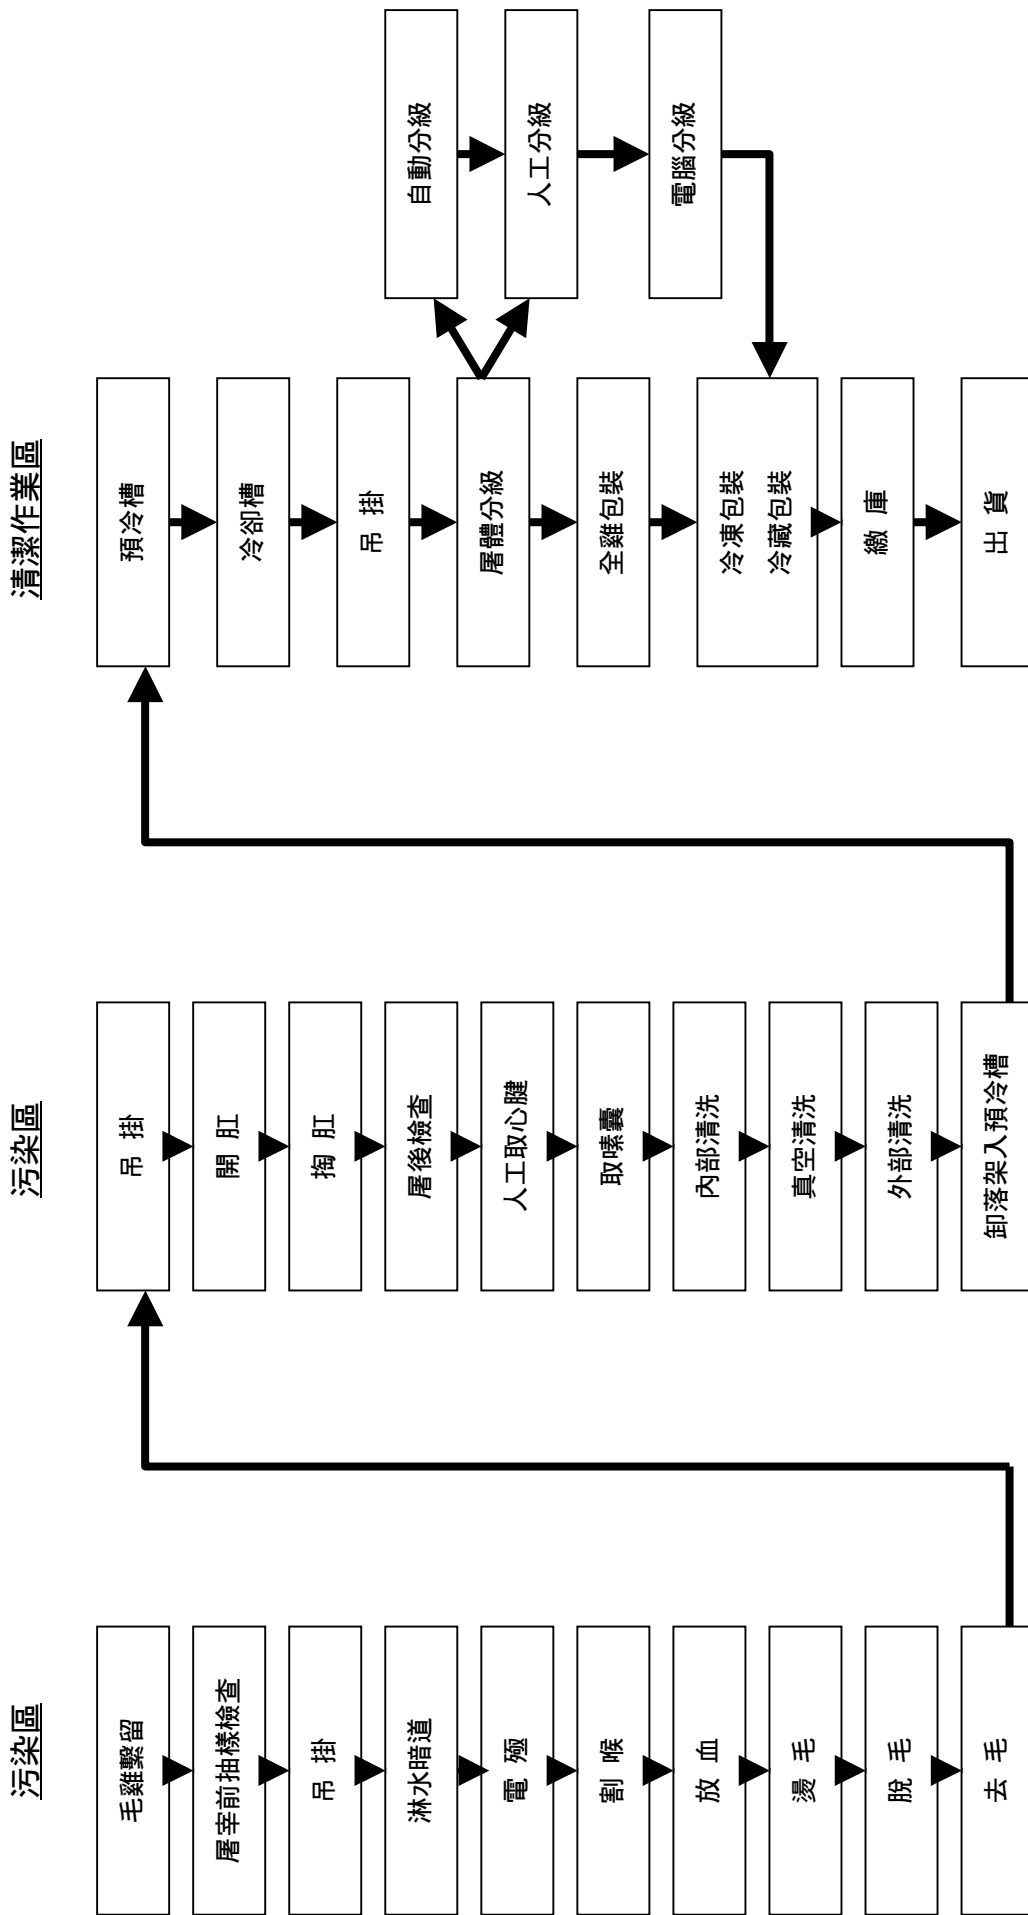 污染區
毛雞繫留
屠宰前抽樣檢查
吊 掛
淋水暗道
電 殛
割 喉
放 血
燙 毛
脫 毛
去 毛
污染區
吊 掛
開 肛
掏 肛
屠後檢查
人工取心腱
取嗉囊
內部清洗
真空清洗
外部清洗
卸落架入預冷槽
清潔作業區
預冷槽
冷卻槽
吊 掛
屠體分級
全雞包裝
冷凍包裝
冷藏包裝
繳 庫
出 貨
自動分級
人工分級
電腦分級